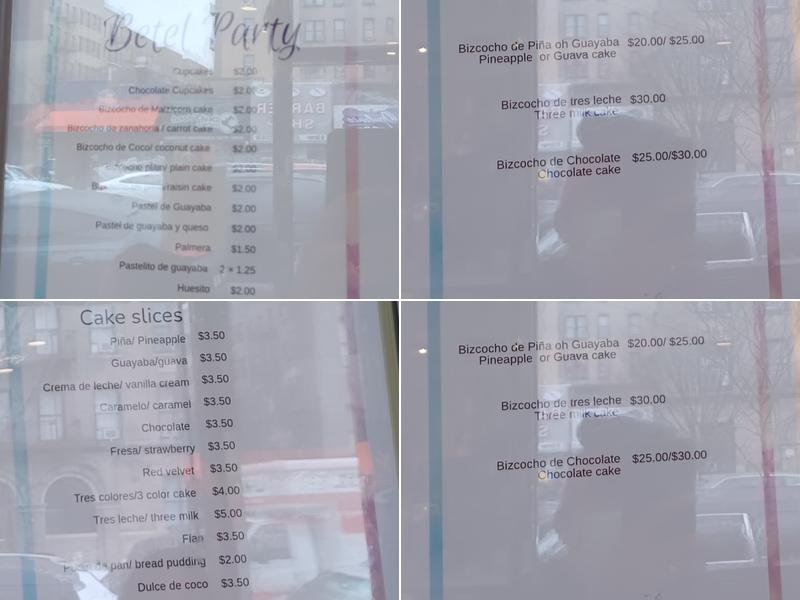 Betel Party
Cupcakes $2.00
Chocolate Cupcakes $2.00
Bizcocho de Maiz/corn cake $2.00
Bizcocho de zanahoria / carrot cake $2.00
Bizcocho de Coco/ coconut cake $2.00
plain/ plain cake $2.00
raisin cake $2.00
Pastel de Guayaba $2.00
Pastel de guayaba y queso $2.00
Palmera $1.50
Pastelito de guayaba 2 × 1.25
Huesito $2.00
BARBER
SH
Bizcocho de Piña oh Guayaba $20.00/ $25.00
Pineapple or Guava cake
Bizcocho de tres leche $30.00
Three milk cake
Bizcocho de Chocolate $25.00/$30.00
Chocolate cake
Cake slices
Piña/ Pineapple $3.50
Guayaba/guava $3.50
Crema de leche/ vanilla cream $3.50
Caramelo/ caramel $3.50
Chocolate $3.50
Fresa/ strawberry $3.50
Red velvet $3.50
Tres colores/3 color cake $4.00
Tres leche/ three milk $5.00
Flan $3.50
pan/ bread pudding $2.00
Dulce de coco $3.50
Bizcocho de Piña oh Guayaba $20.00/ $25.00
Pineapple or Guava cake
Bizcocho de tres leche $30.00
Three milk cake
Bizcocho de Chocolate $25.00/$30.00
Chocolate cake